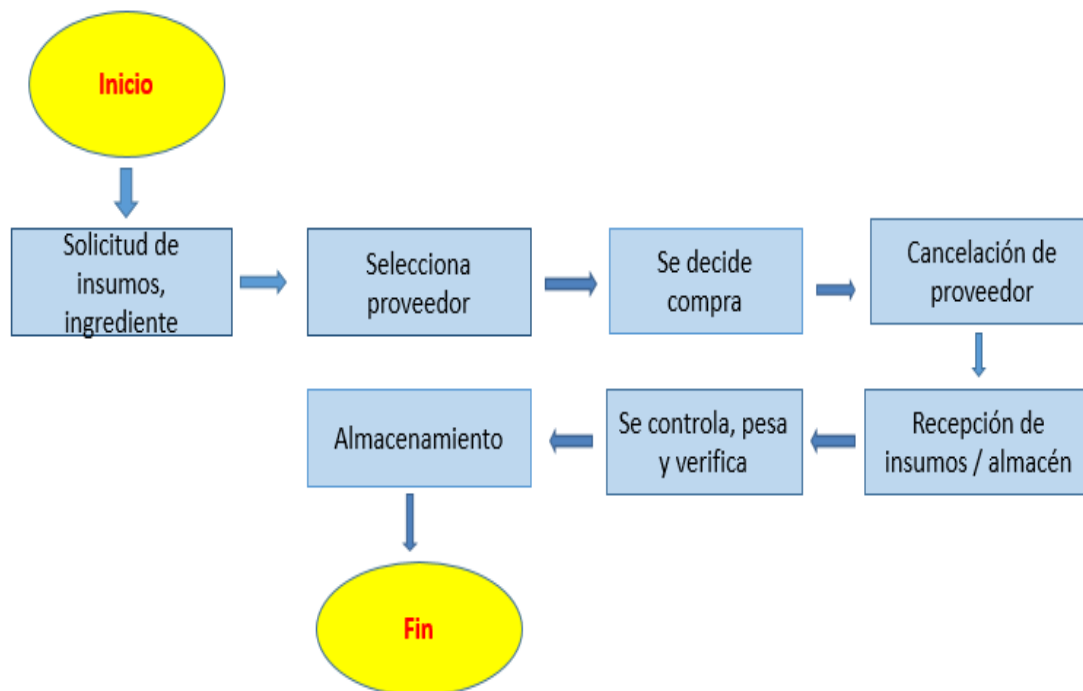 Inicio
Solicitud de
insumos,
ingrediente
Selecciona
proveedor
Se decide
compra
Cancelación de
proveedor
Recepción de
insumos / almacén
Se controla, pesa
y verifica
Almacenamiento
Fin